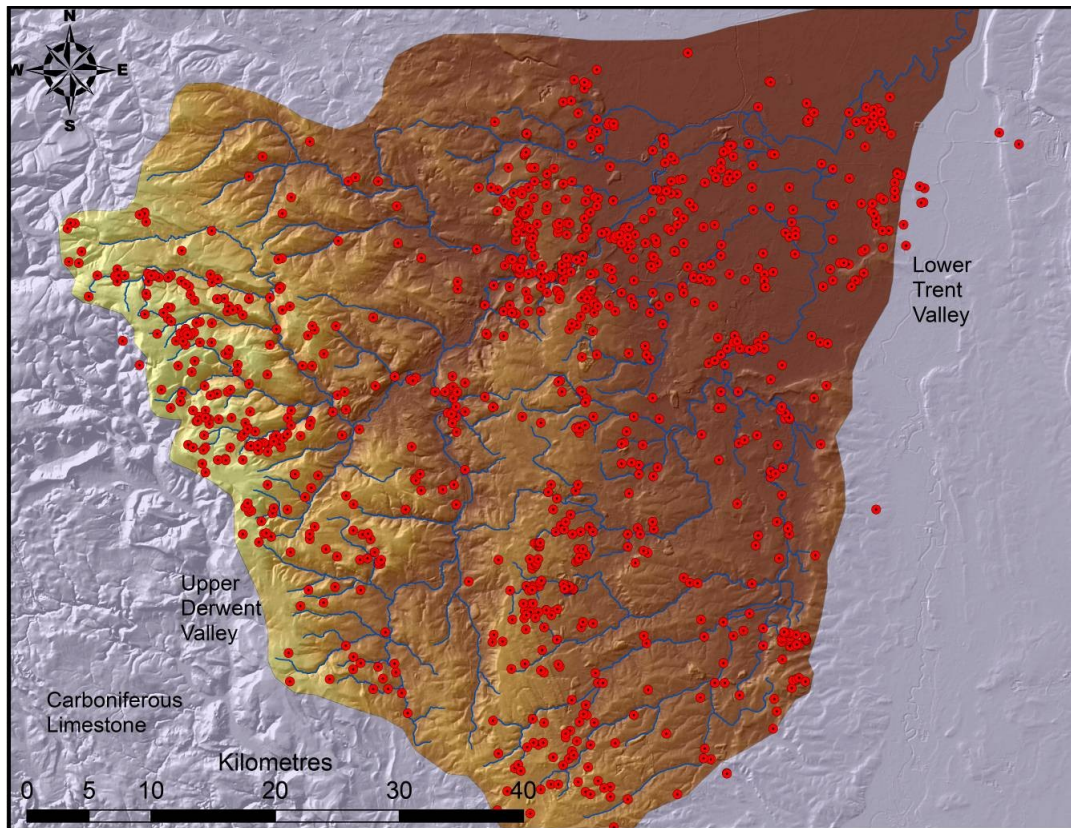 N
W E
S
Lower
Trent
Valley
Upper
Derwent
Valley
Carboniferous
Limestone
Kilometres
0 5 10 20 30 40